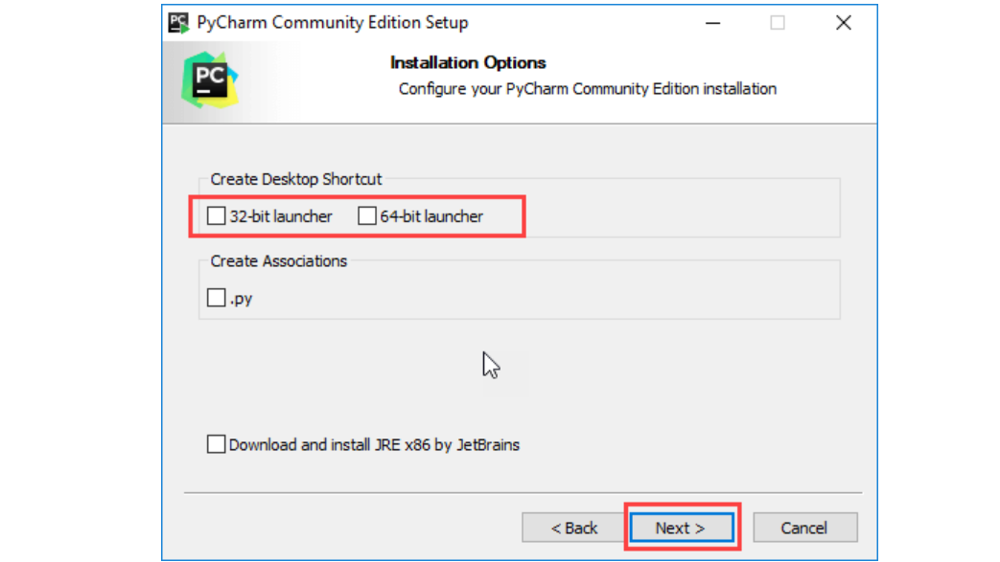 PC PyCharm Community Edition Setup
PC
Installation Options
Configure your PyCharm Community Edition installation
Create Desktop Shortcut
32-bit launcher 64-bit launcher
Create Associations
.py
Download and install JRE x86 by JetBrains
< Back Next > Cancel